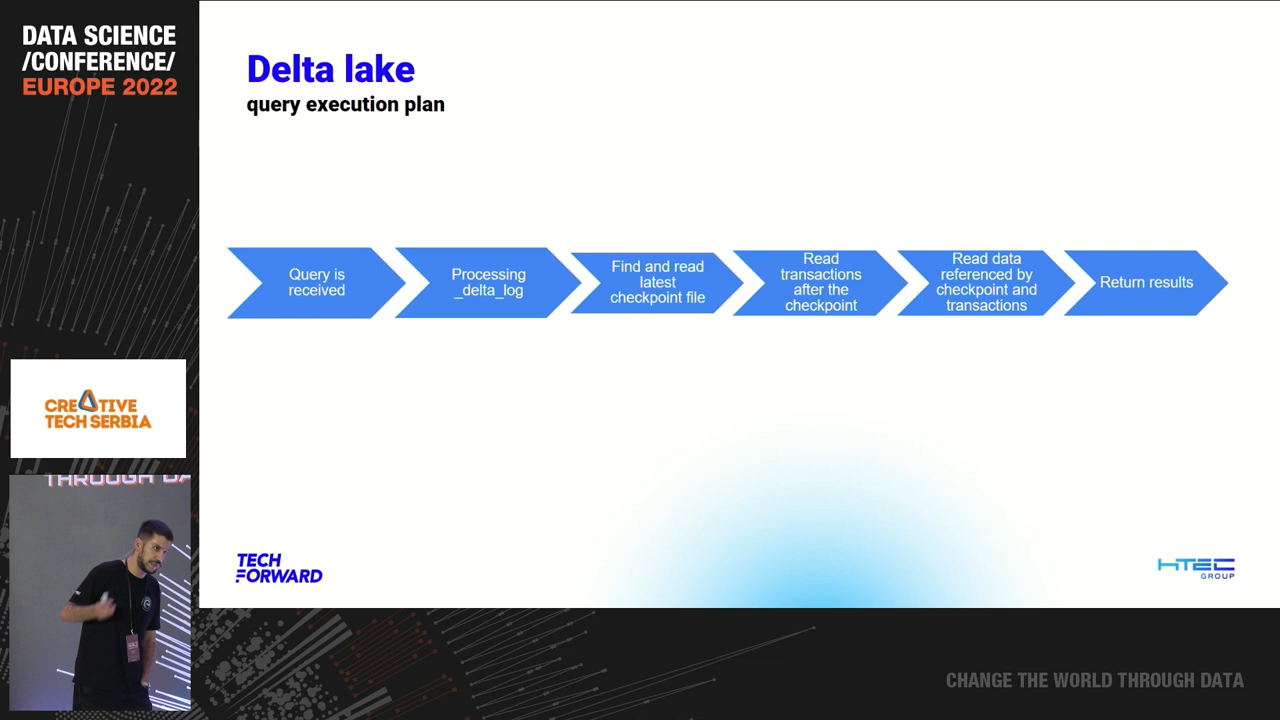 DATA SCIENCE
/CONFERENCE/
EUROPE 2022
Delta lake
query execution plan
Query is
received
Processing
_delta_log
Find and read
latest
checkpoint file
Read
transactions
after the
checkpoint
Read data
referenced by
checkpoint and
transactions
Return results
CREATIVE
TECH SERBIA
THROUGH DA
TECH
FORWARD
HTEC
GROUP
CHANGE THE WORLD THROUGH DATA